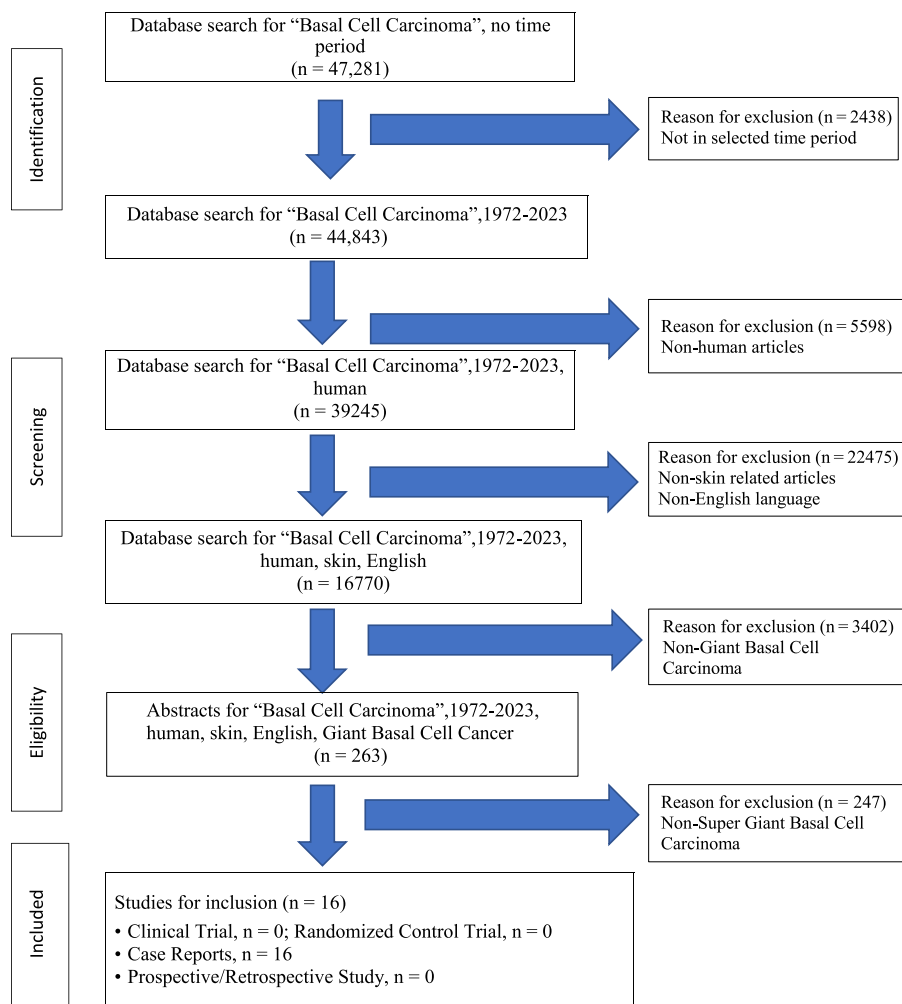 Database search for “Basal Cell Carcinoma”, no time
period
(n = 47,281)
Identification
Reason for exclusion (n = 2438)
Not in selected time period
Database search for “Basal Cell Carcinoma”,1972-2023
(n = 44,843)
Reason for exclusion (n = 5598)
Non-human articles
Screening
Database search for “Basal Cell Carcinoma”,1972-2023,
human
(n = 39245)
Reason for exclusion (n = 22475)
Non-skin related articles
Non-English language
Database search for “Basal Cell Carcinoma”,1972-2023,
human, skin, English
(n = 16770)
Reason for exclusion (n = 3402)
Non-Giant Basal Cell
Carcinoma
Eligibility
Abstracts for “Basal Cell Carcinoma”,1972-2023,
human, skin, English, Giant Basal Cell Cancer
(n = 263)
Reason for exclusion (n = 247)
Non-Super Giant Basal Cell
Carcinoma
Included
Studies for inclusion (n = 16)
• Clinical Trial, n = 0; Randomized Control Trial, n = 0
• Case Reports, n = 16
• Prospective/Retrospective Study, n = 0